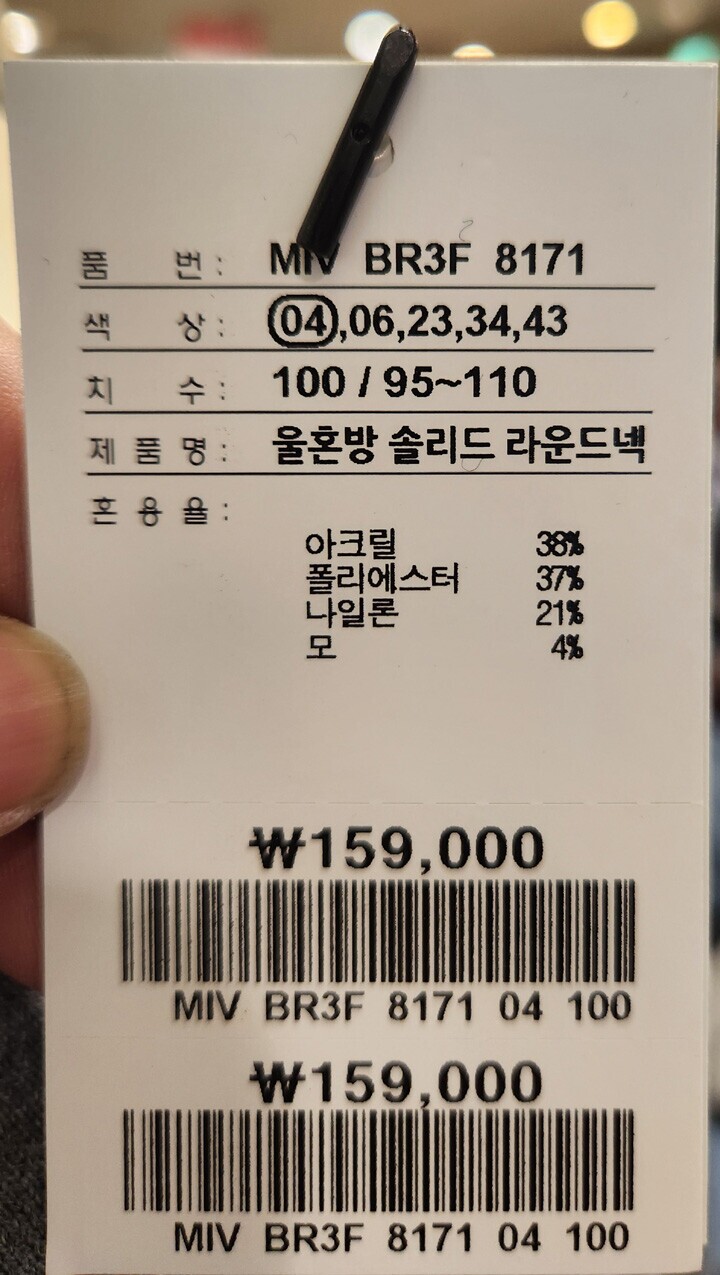 품 번 : MIV BR3F 8171
색 상 : 04,06,23,34,43
치 수 : 100 / 95~110
제 품 명 : 울혼방 솔리드 라운드넥
혼 용 율 :
아크릴 38%
폴리에스터 37%
나일론 21%
모 4%
₩159,000
MIV BR3F 8171 04 100
₩159,000
MIV BR3F 8171 04 100